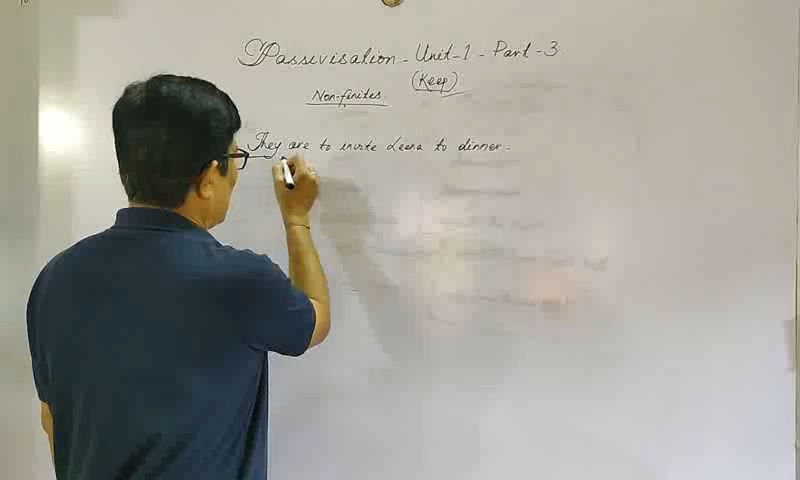 Passivisation - Unit-1 - Part-3
(Keep)
Non-finites
They are to invite Leena to dinner.